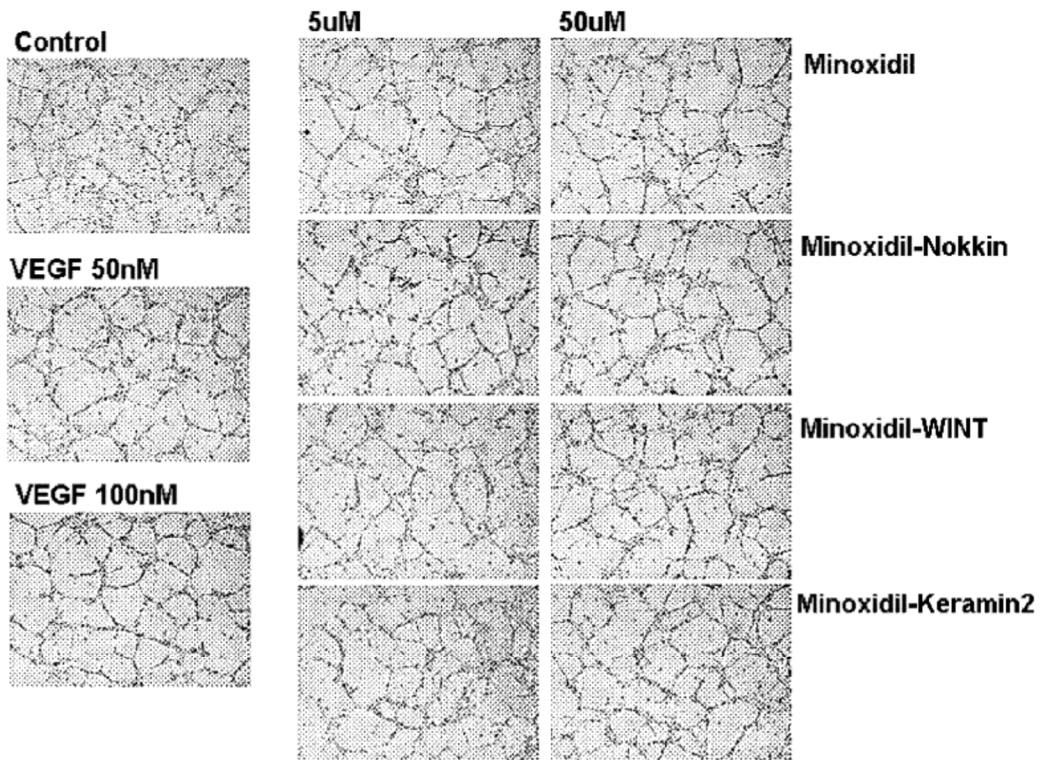 Control
VEGF 50nM
VEGF 100nM
5uM
50uM
Minoxidil
Minoxidil-Nokkin
Minoxidil-WINT
Minoxidil-Keramin2